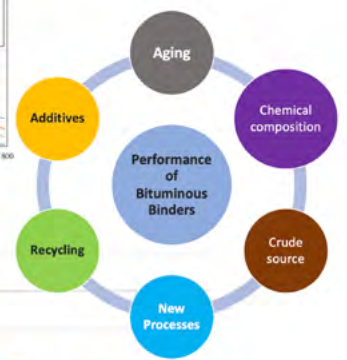 Aging
Chemical
composition
Additives
Performance
of
Bituminous
Binders
Recycling
Crude
source
New
Processes